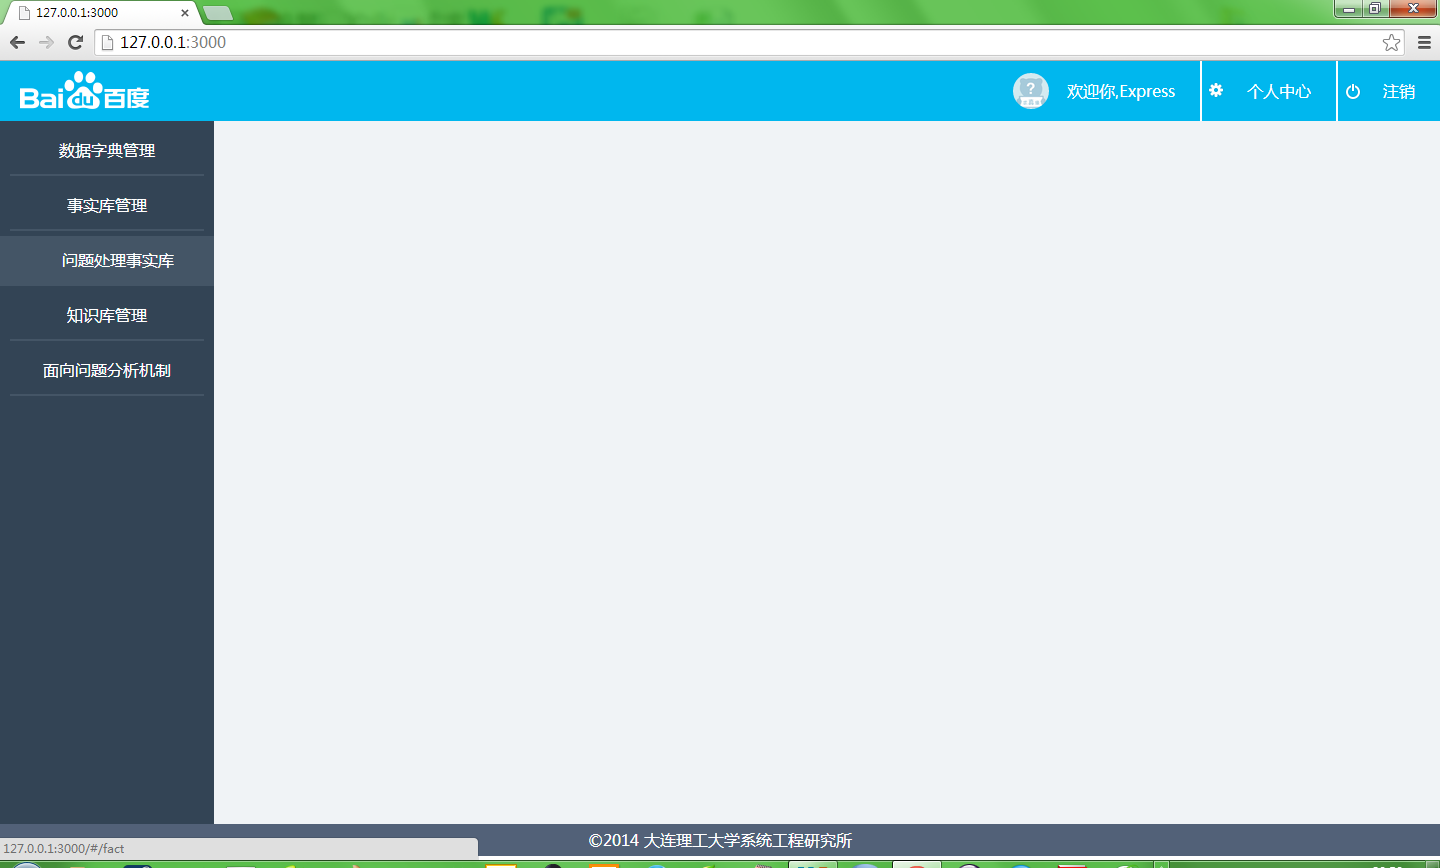 127.0.0.1:3000
127.0.0.1:3000
Bai du 百度
欢迎你,Express
个人中心
注销
数据字典管理
事实库管理
问题处理事实库
知识库管理
面向问题分析机制
©2014 大连理工大学系统工程研究所
127.0.0.1:3000/#/fact